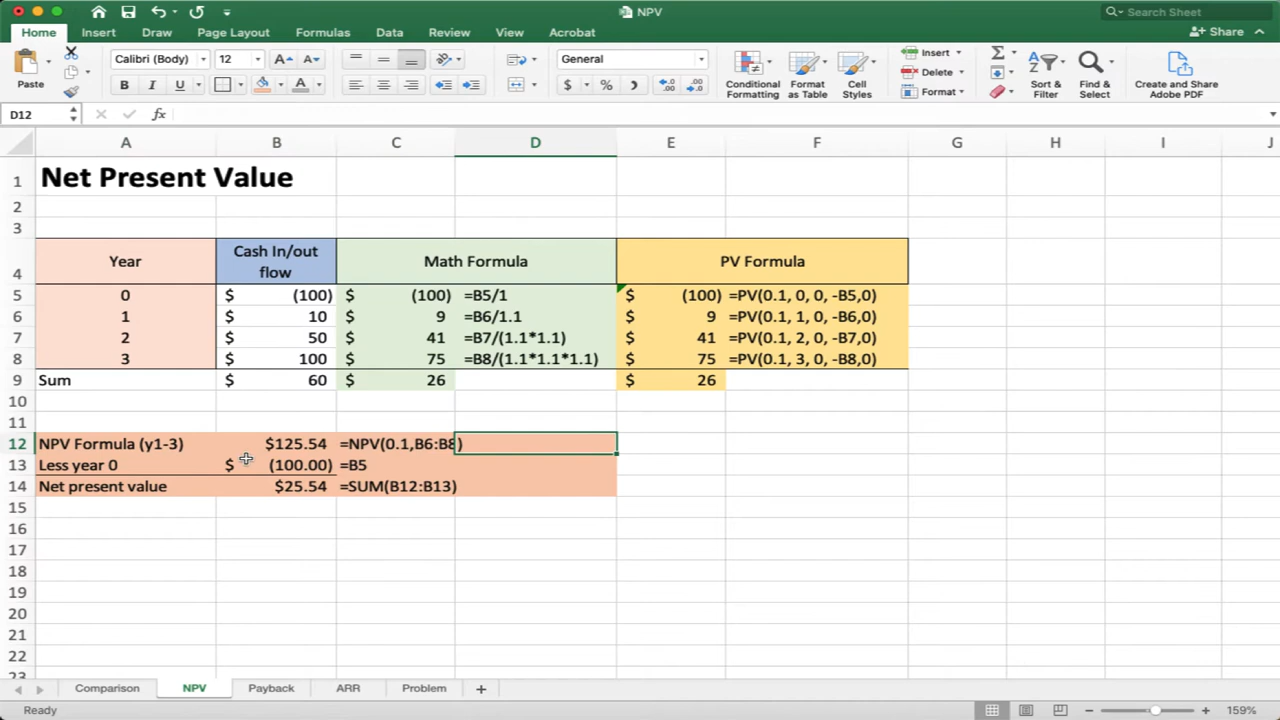 NPV
Search Sheet
Home Insert Draw Page Layout Formulas Data Review View Acrobat Share
Paste Calibri (Body) 12 A A General Conditional Formatting Format as Table Cell Styles Insert Delete Format Sort & Filter Find & Select Create and Share Adobe PDF
B I U A $ %
D12 fx
A B C D E F G H I J
1 Net Present Value
2
3
4 Year Cash In/out flow Math Formula PV Formula
5 0 $ (100) $ (100) =B5/1 $ (100) =PV(0.1, 0, 0, -B5,0)
6 1 $ 10 $ 9 =B6/1.1 $ 9 =PV(0.1, 1, 0, -B6,0)
7 2 $ 50 $ 41 =B7/(1.1*1.1) $ 41 =PV(0.1, 2, 0, -B7,0)
8 3 $ 100 $ 75 =B8/(1.1*1.1*1.1) $ 75 =PV(0.1, 3, 0, -B8,0)
9 Sum $ 60 $ 26 $ 26
10
11
12 NPV Formula (y1-3) $125.54 =NPV(0.1,B6:B8)
13 Less year 0 $ (100.00) =B5
14 Net present value $25.54 =SUM(B12:B13)
15
16
17
18
19
20
21
22
23
Comparison NPV Payback ARR Problem +
Ready 159%